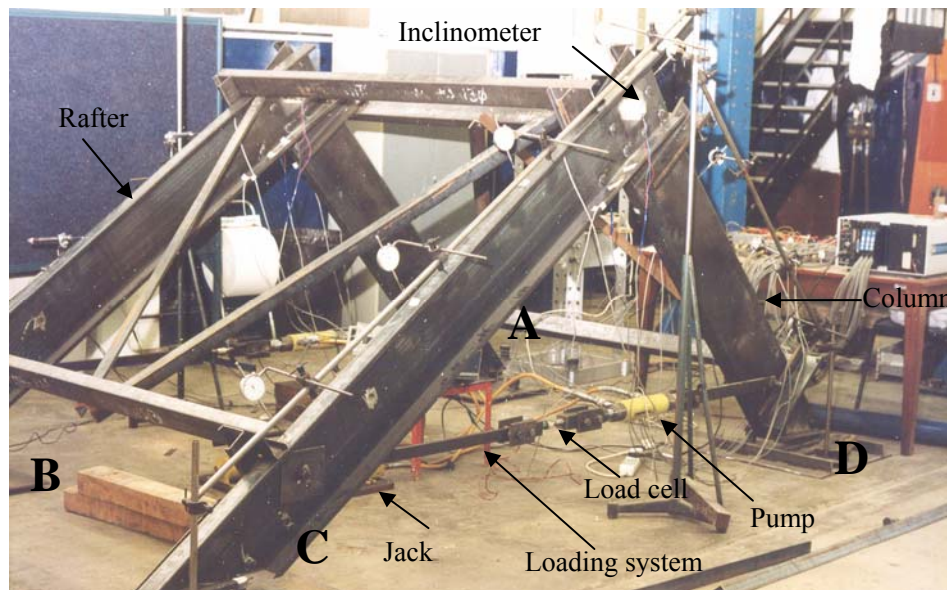 Inclinometer
Rafter
Column
A
B
D
Load cell
Pump
C
Jack
Loading system